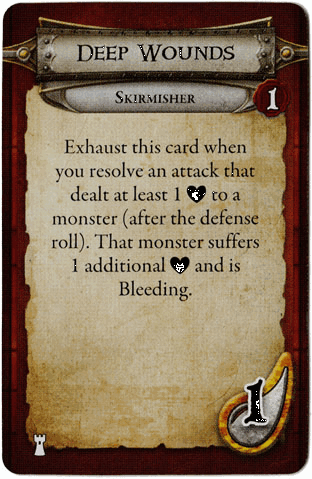 DEEP WOUNDS
SKIRMISHER
1
Exhaust this card when
you resolve an attack that
dealt at least 1 to a
monster (after the defense
roll). That monster suffers
1 additional and is
Bleeding.
1